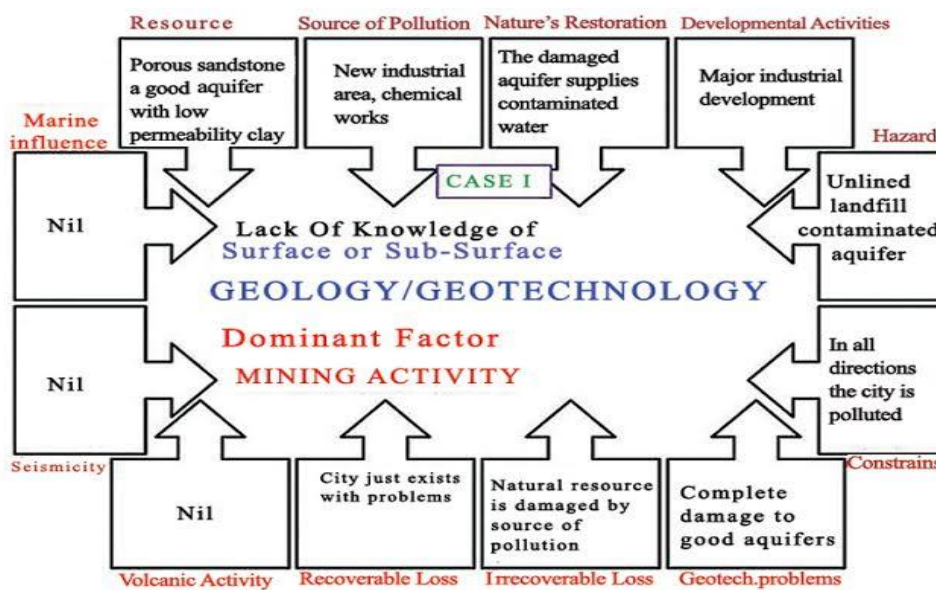 Resource
Source of Pollution
Nature's Restoration
Developmental Activities
Porous sandstone
a good aquifer
with low
permeability clay
New industrial
area, chemical
works
The damaged
aquifer supplies
contaminated
water
Major industrial
development
Marine
influence
Hazard
Nil
CASE I
Unlined
landfill
contaminated
aquifer
Lack Of Knowledge of
Surface or Sub-Surface
GEOLOGY/GEOTECHNOLOGY
Dominant Factor
MINING ACTIVITY
Nil
In all
directions
the city is
polluted
Seismicity
Constrains
Nil
City just exists
with problems
Natural resource
is damaged by
source of
pollution
Complete
damage to
good aquifers
Volcanic Activity
Recoverable Loss
Irrecoverable Loss
Geotech.problems